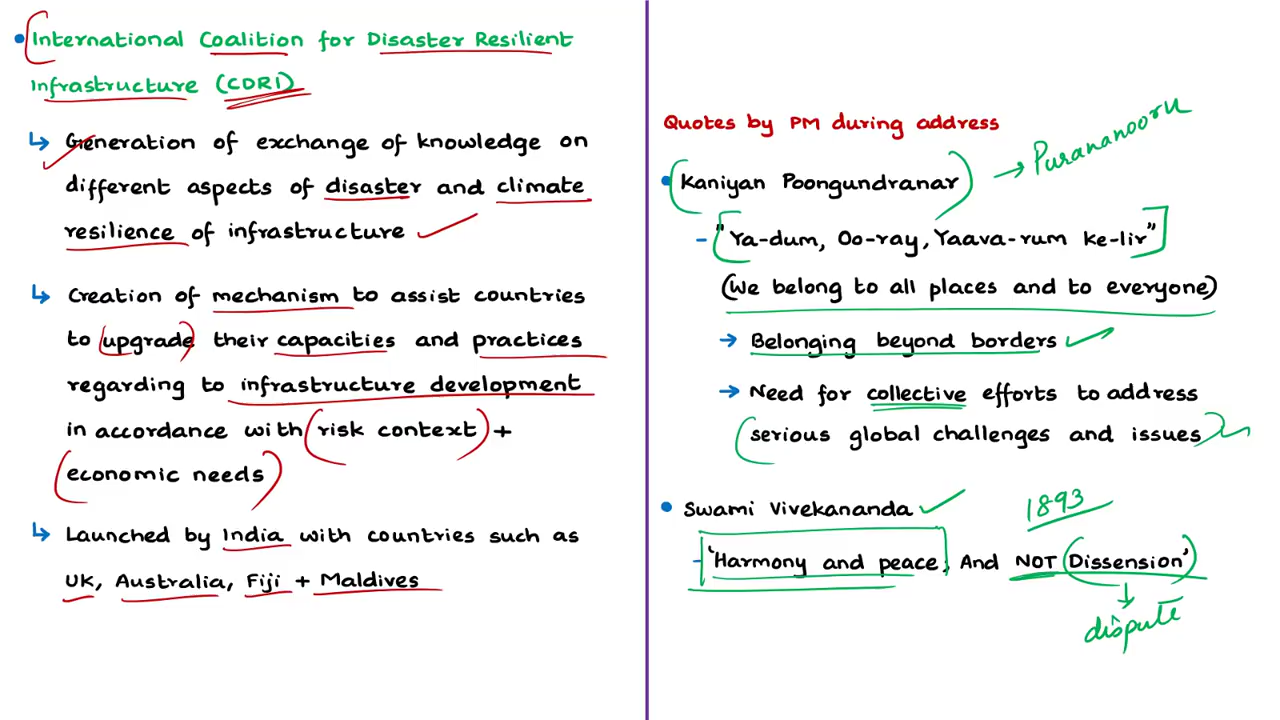 • International Coalition for Disaster Resilient
Infrastructure (CDRI)
↳ Generation of exchange of knowledge on
different aspects of disaster and climate
resilience of infrastructure
↳ Creation of mechanism to assist countries
to upgrade their capacities and practices
regarding to infrastructure development
in accordance with risk context +
economic needs
↳ Launched by India with countries such as
UK, Australia, Fiji + Maldives
Quotes by PM during address
• Kaniyan Poongundranar → Purananooru
- "Ya-dum, Oo-ray, Yaava-rum ke-lir"
(We belong to all places and to everyone)
→ Belonging beyond borders
→ Need for collective efforts to address
serious global challenges and issues
• Swami Vivekananda
1893
- 'Harmony and peace, And NOT Dissension'
dispute